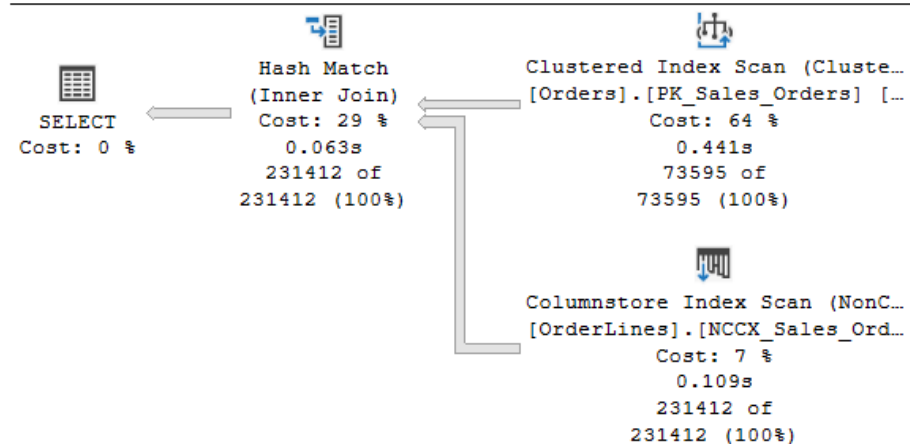 SELECT
Cost: 0 %
Hash Match
(Inner Join)
Cost: 29 %
0.063s
231412 of
231412 (100%)
Clustered Index Scan (Cluste…
[Orders].[PK_Sales_Orders] […
Cost: 64 %
0.441s
73595 of
73595 (100%)
Columnstore Index Scan (NonC…
[OrderLines].[NCCX_Sales_Ord…
Cost: 7 %
0.109s
231412 of
231412 (100%)